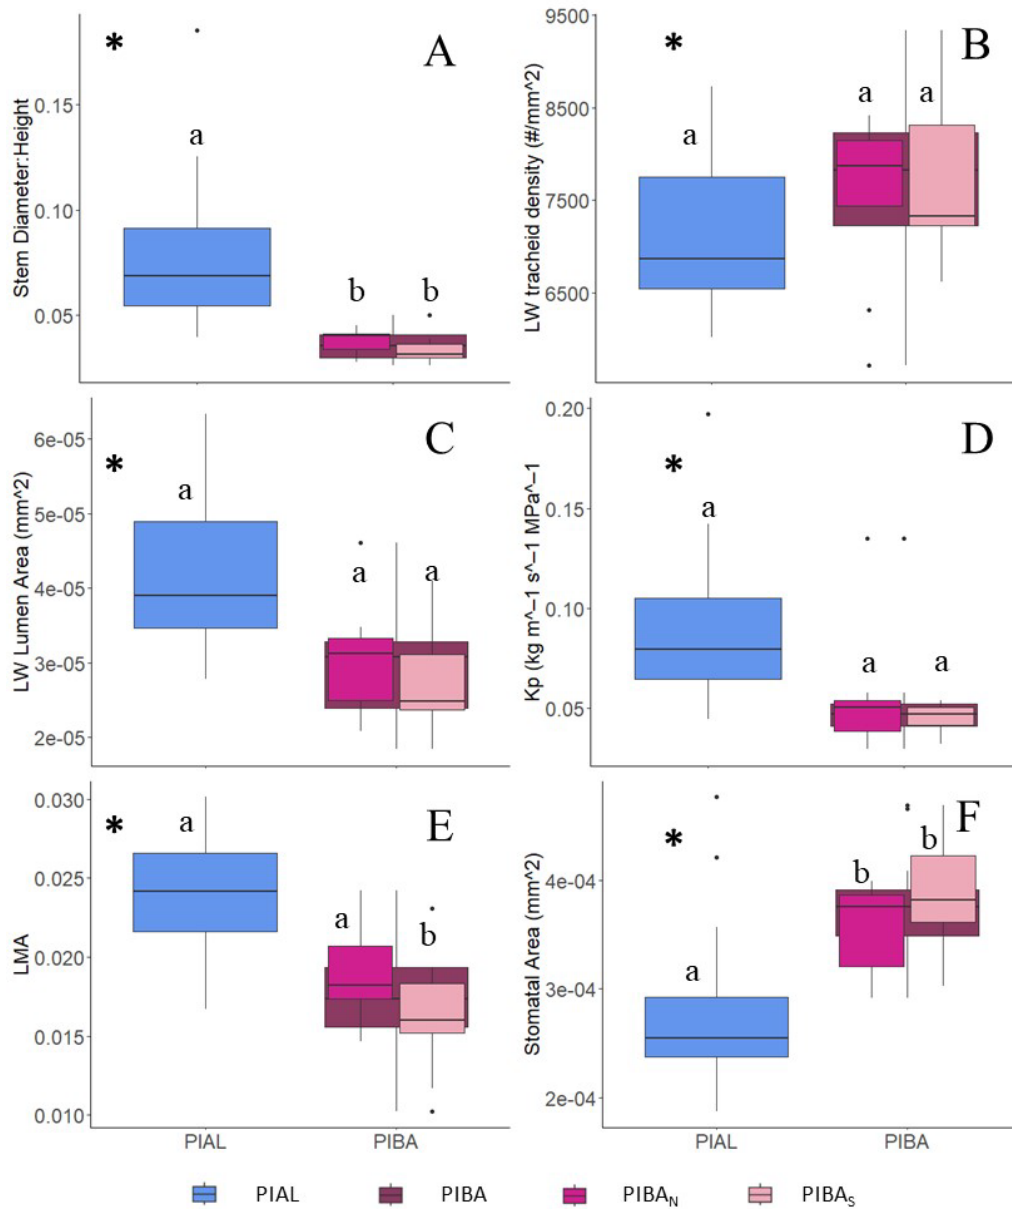 *
A
Stem Diameter:Height
0.15
0.10
0.05
a
b b
*
B
LW tracheid density (#/mm^2)
9500
8500
7500
6500
a
a a
*
C
LW Lumen Area (mm^2)
6e-05
5e-05
4e-05
3e-05
2e-05
a
a a
*
D
Kp (kg m^-1 s^-1 MPa^-1
0.20
0.15
0.10
0.05
a
a a
*
E
LMA
0.030
0.025
0.020
0.015
0.010
a
a
b
PIAL PIBA
*
F
Stomatal Area (mm^2)
4e-04
3e-04
2e-04
a
b
b
PIAL PIBA
PIAL PIBA PIBA_N PIBA_S